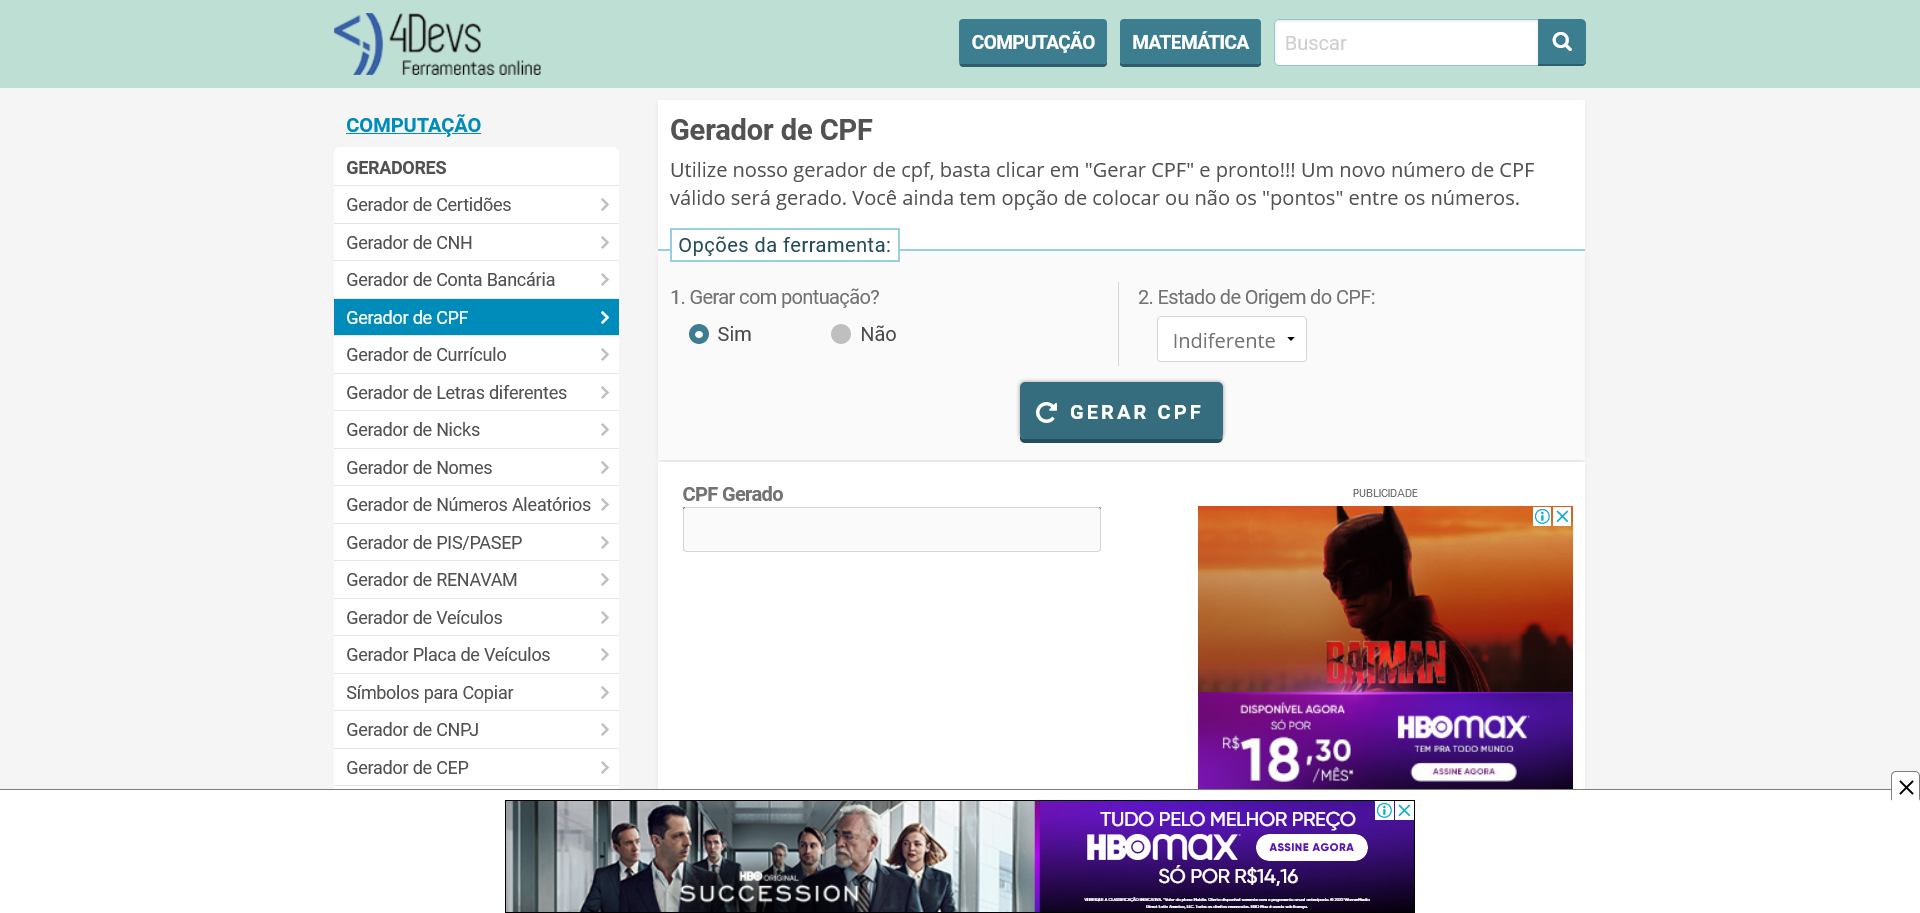 4Devs
Ferramentas online
COMPUTAÇÃO
MATEMÁTICA
Buscar
COMPUTAÇÃO
GERADORES
Gerador de Certidões
Gerador de CNH
Gerador de Conta Bancária
Gerador de CPF
Gerador de Currículo
Gerador de Letras diferentes
Gerador de Nicks
Gerador de Nomes
Gerador de Números Aleatórios
Gerador de PIS/PASEP
Gerador de RENAVAM
Gerador de Veículos
Gerador Placa de Veículos
Símbolos para Copiar
Gerador de CNPJ
Gerador de CEP
Gerador de CPF
Utilize nosso gerador de cpf, basta clicar em "Gerar CPF" e pronto!!! Um novo número de CPF
válido será gerado. Você ainda tem opção de colocar ou não os "pontos" entre os números.
Opções da ferramenta:
1. Gerar com pontuação?
Sim
Não
2. Estado de Origem do CPF:
Indiferente
GERAR CPF
CPF Gerado
PUBLICIDADE
BATMAN
DISPONÍVEL AGORA
SÓ POR
R$18,30
/MÊS*
HBOmax
TEM PRA TODO MUNDO
ASSINE AGORA
HBO ORIGINAL
SUCCESSION
TUDO PELO MELHOR PREÇO
HBOmax
ASSINE AGORA
SÓ POR R$14,16